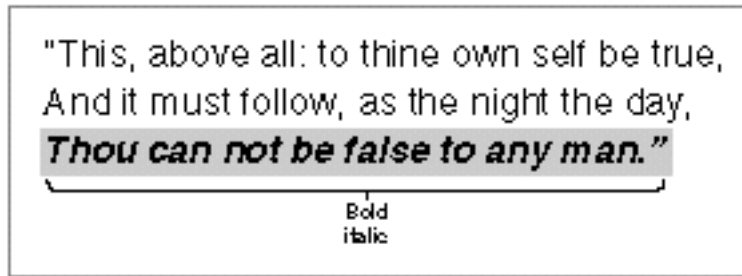 "This, above all: to thine own self be true,
And it must follow, as the night the day,
Thou can not be false to any man.”
Bold
italic